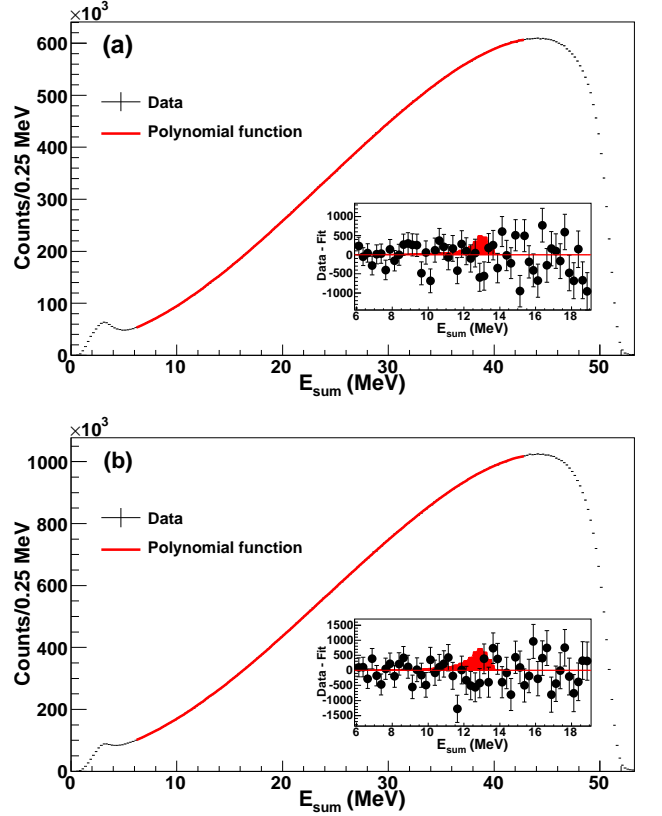 ×10³
(a)
600
500
400
300
200
100
0
Counts/0.25 MeV
Data
Polynomial function
1000
500
0
-500
-1000
Data - Fit
6 8 10 12 14 16 18
E_sum (MeV)
0 10 20 30 40 50
E_sum (MeV)
×10³
(b)
1000
800
600
400
200
0
Counts/0.25 MeV
Data
Polynomial function
1500
1000
500
0
-500
-1000
-1500
Data - Fit
6 8 10 12 14 16 18
E_sum (MeV)
0 10 20 30 40 50
E_sum (MeV)